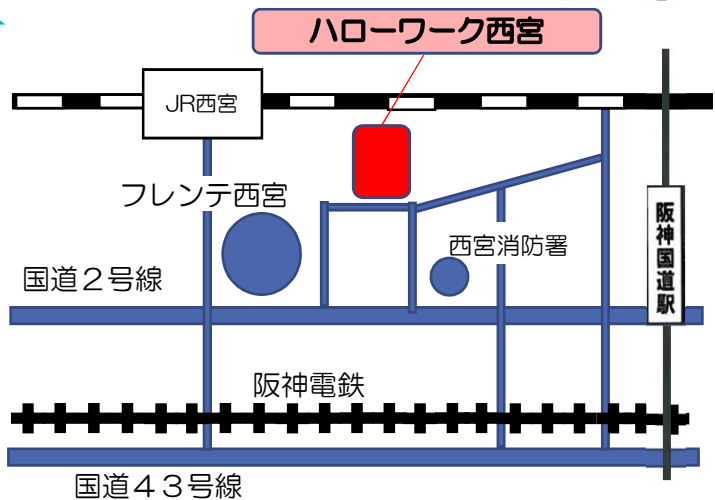 ハローワーク西宮
JR西宮
フレンテ西宮
西宮消防署
阪神国道駅
国道２号線
阪神電鉄
国道４３号線